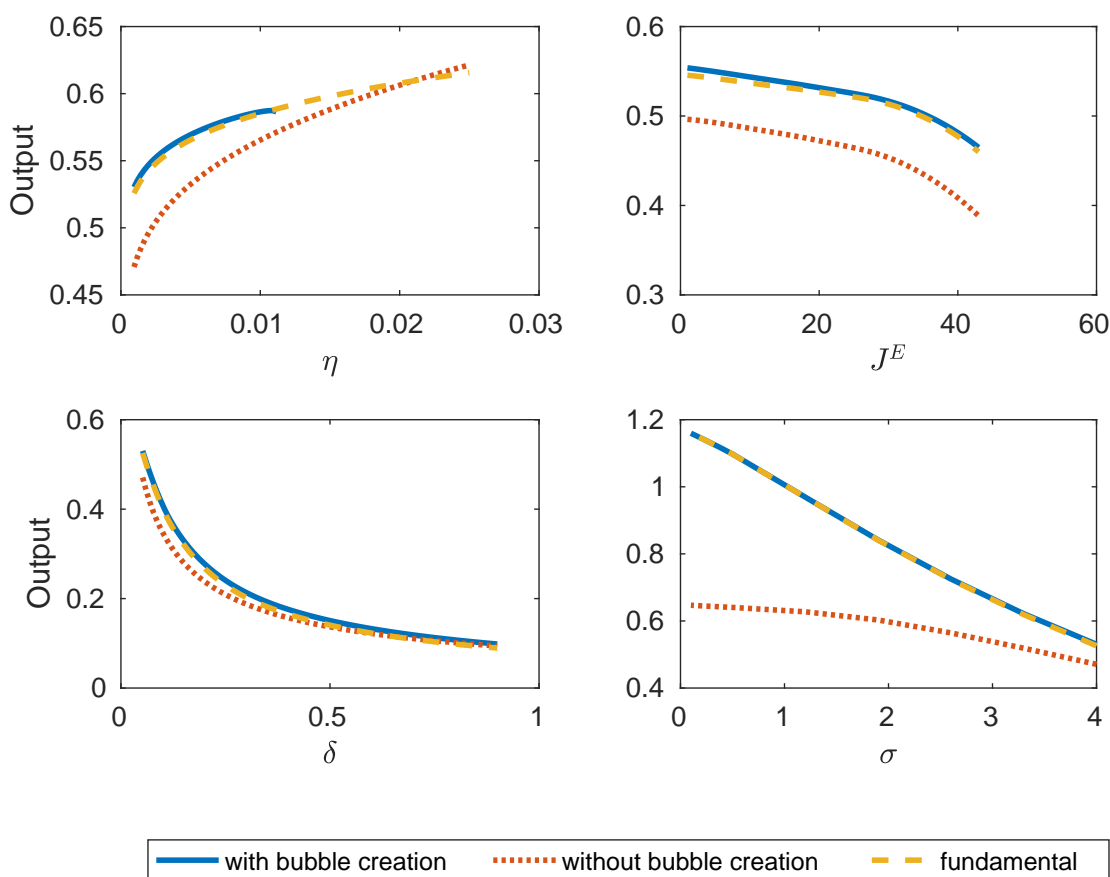 0.65
0.6
0.55
0.5
0.45
Output
0 0.01 0.02 0.03
η
0.6
0.5
0.4
0.3
0 20 40 60
J^E
0.6
0.4
0.2
0
Output
0 0.5 1
δ
1.2
1
0.8
0.6
0.4
0 1 2 3 4
σ
with bubble creation without bubble creation fundamental